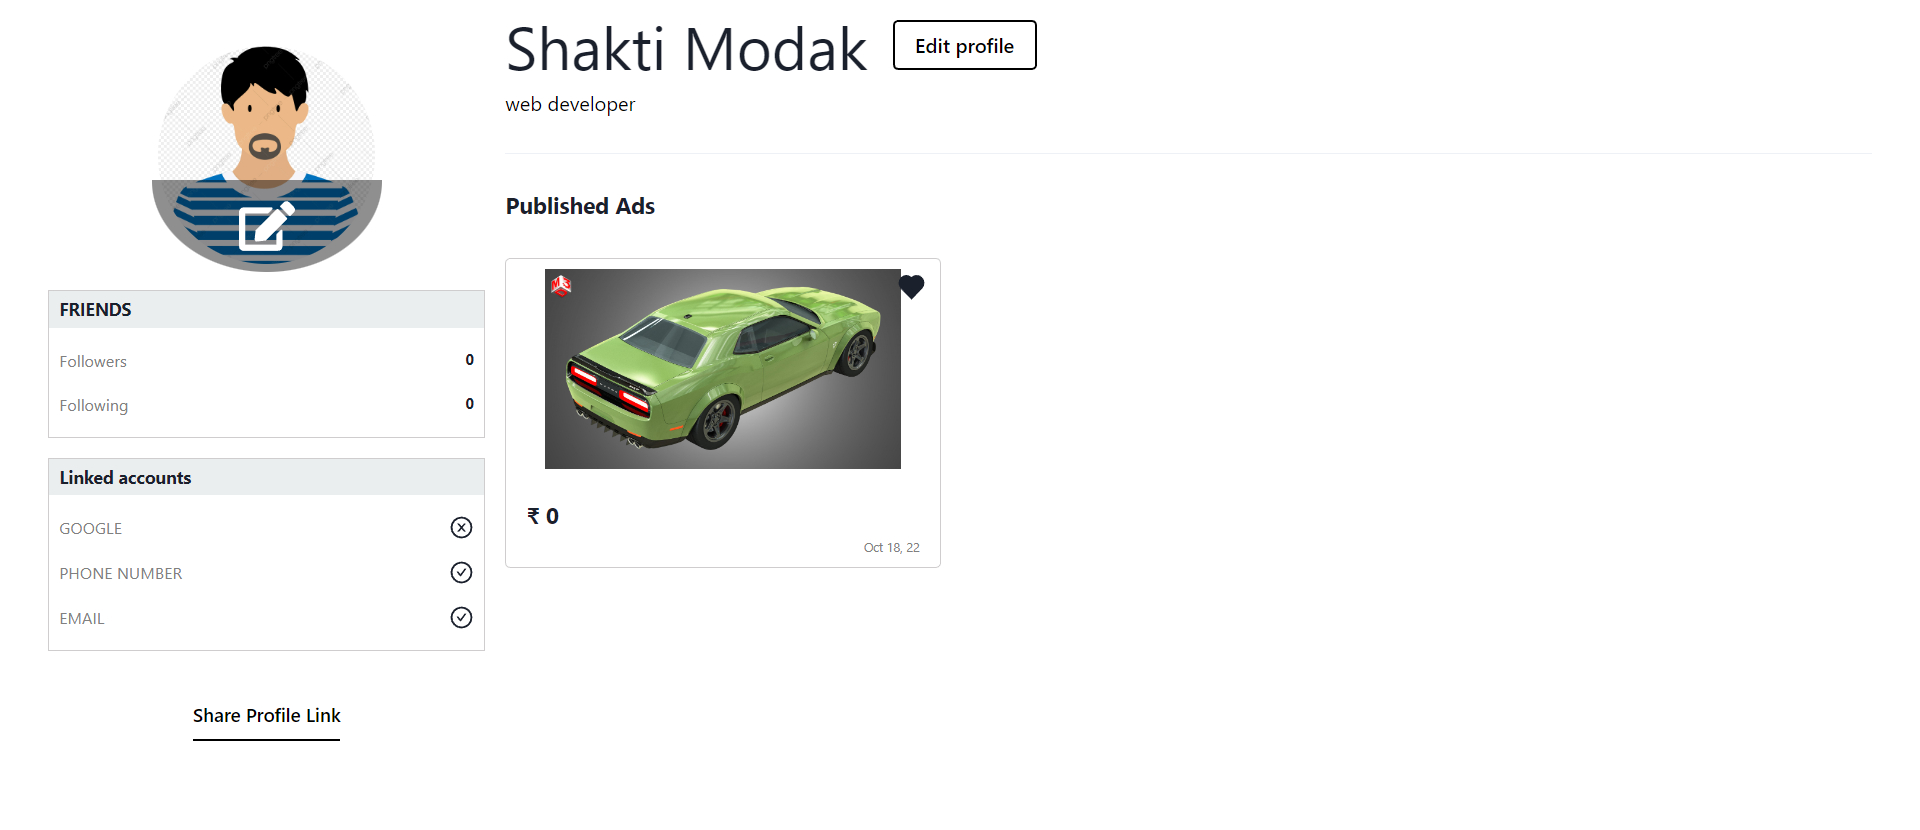 Shakti Modak
Edit profile
web developer
FRIENDS
Followers 0
Following 0
Linked accounts
GOOGLE
PHONE NUMBER
EMAIL
Share Profile Link
Published Ads
M 3
₹ 0
Oct 18, 22